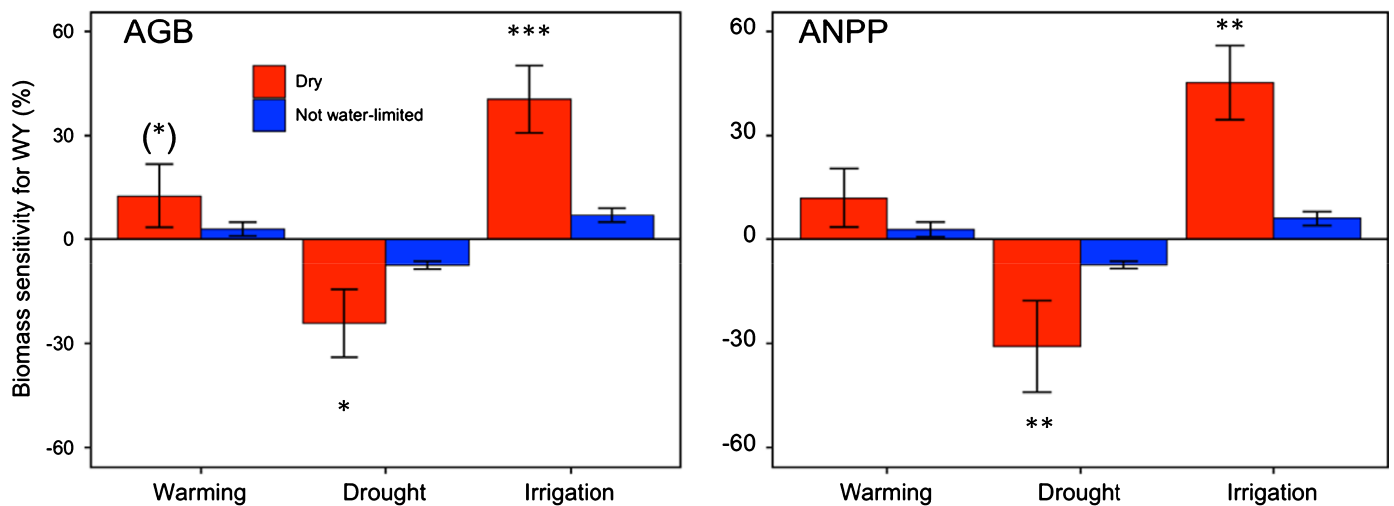 AGB
Biomass sensitivity for WY (%)
60
30
0
-30
-60
Dry
Not water-limited
(*)
*
***
Warming
Drought
Irrigation
ANPP
60
30
0
-30
-60
**
**
Warming
Drought
Irrigation